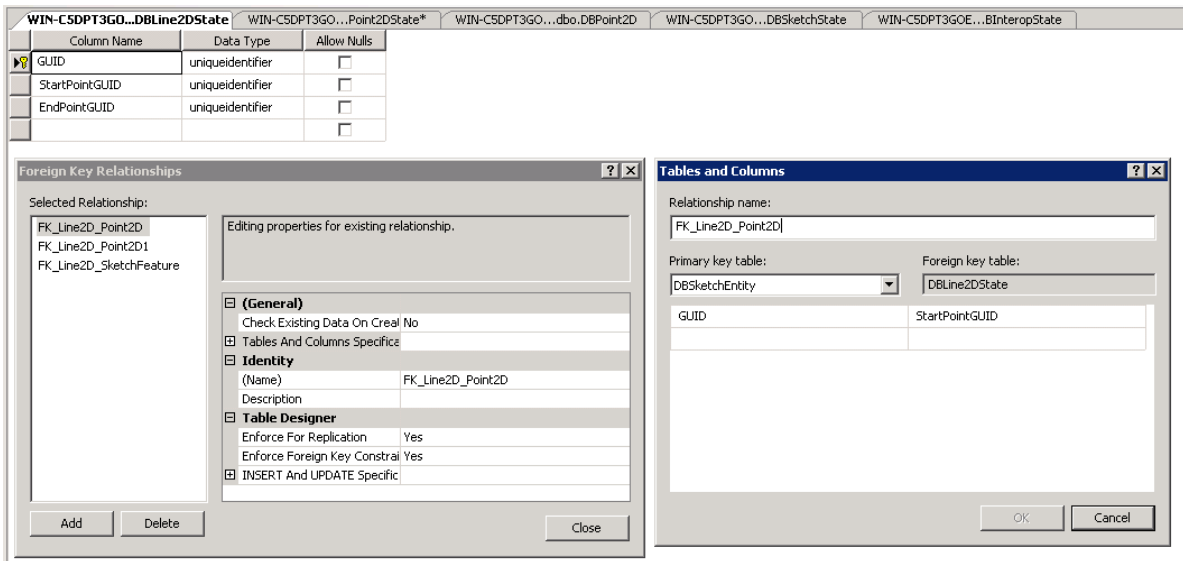 WIN-C5DPT3GO...DBLine2DState WIN-C5DPT3GO...Point2DState* WIN-C5DPT3GO...dbo.DBPoint2D WIN-C5DPT3GO...DBSketchState WIN-C5DPT3GOE...BInteropState
Column Name Data Type Allow Nulls
GUID uniqueidentifier
StartPointGUID uniqueidentifier
EndPointGUID uniqueidentifier
Foreign Key Relationships
Selected Relationship:
FK_Line2D_Point2D
FK_Line2D_Point2D1
FK_Line2D_SketchFeature
Editing properties for existing relationship.
(General)
Check Existing Data On Creal No
Tables And Columns Specifica
Identity
(Name) FK_Line2D_Point2D
Description
Table Designer
Enforce For Replication Yes
Enforce Foreign Key Constrai Yes
INSERT And UPDATE Specific
Add Delete
Close
Tables and Columns
Relationship name:
FK_Line2D_Point2D
Primary key table: Foreign key table:
DBSketchEntity DBLine2DState
GUID StartPointGUID
OK Cancel